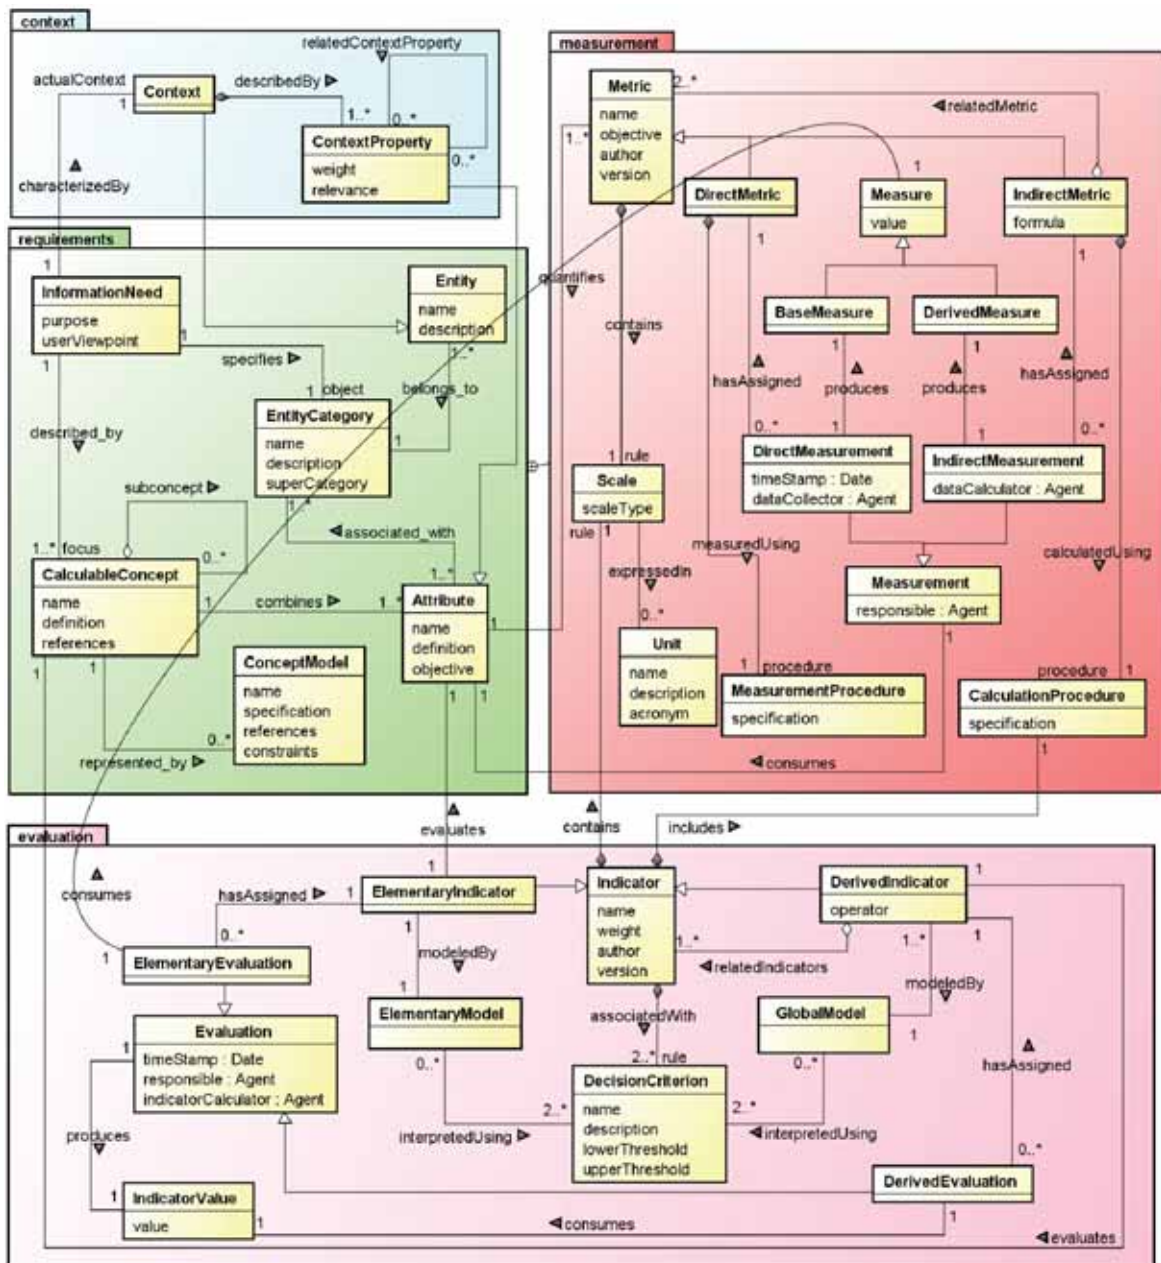 context
relatedContextProperty
actualContext
describedBy
Context
1
1..*
0..*
ContextProperty
0..*
weight
relevance
characterizedBy
measurement
Metric
2..*
name
objective
author
version
relatedMetric
1..*
1
DirectMetric
Measure
value
IndirectMetric
formula
1
1
quantifies
contains
BaseMeasure
DerivedMeasure
1
1
hasAssigned
produces
produces
hasAssigned
0..*
1
1
0..*
DirectMeasurement
timeStamp : Date
dataCollector : Agent
IndirectMeasurement
dataCalculator : Agent
1 rule
Scale
scaleType
rule 1
measuredUsing
calculatedUsing
expressedIn
0..*
Measurement
responsible : Agent
1
Unit
name
description
acronym
1 procedure
MeasurementProcedure
specification
procedure 1
CalculationProcedure
specification
1
consumes
requirements
1
InformationNeed
purpose
userViewpoint
1
1
Entity
name
description
1..*
specifies
1 object
belongs_to
EntityCategory
name
description
superCategory
1
1..*
described_by
subconcept
associated_with
1..* focus
0..*
1..*
CalculableConcept
name
definition
references
1
combines
1..*
Attribute
name
definition
objective
1
1
1
1
1
ConceptModel
name
specification
references
constraints
0..*
represented_by
evaluation
evaluates
contains
includes
consumes
hasAssigned
1
1
ElementaryIndicator
1
0..*
1
ElementaryEvaluation
modeledBy
1
ElementaryModel
0..*
Indicator
name
weight
author
version
DerivedIndicator
operator
1
1..*
1..*
1
relatedIndicators
modeledBy
associatedWith
GlobalModel
1
0..*
hasAssigned
Evaluation
timeStamp : Date
responsible : Agent
indicatorCalculator : Agent
1
2..* rule
DecisionCriterion
name
description
lowerThreshold
upperThreshold
2..*
2..*
interpretedUsing
interpretedUsing
produces
0..*
DerivedEvaluation
1
1
IndicatorValue
value
1
consumes
evaluates